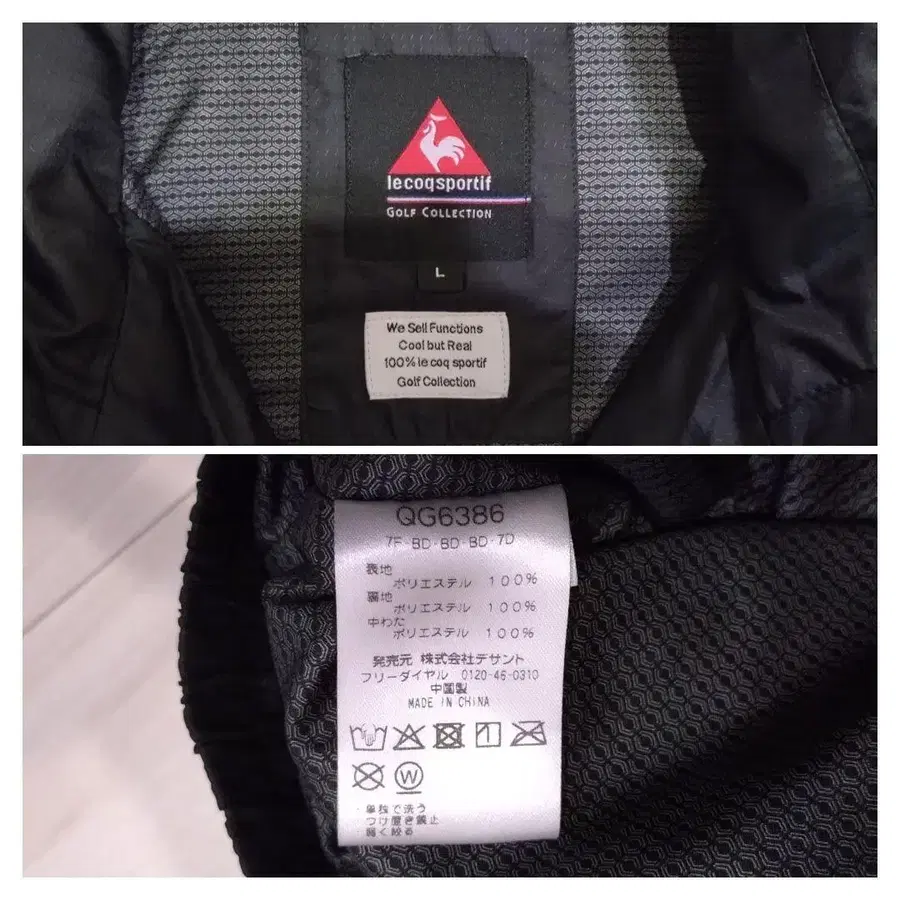 lecoqsportif
GOLF COLLECTION
L
We Sell Functions
Cool but Real
100% le coq sportif
Golf Collection
QG6386
7F-BD-BD-BD-7D
表地
ポリエステル 100%
裏地
ポリエステル 100%
中わた
ポリエステル 100%
発売元 株式会社デサント
フリーダイヤル 0120-46-0310
中国製
MADE IN CHINA
W
・単独で洗う
つけ置き禁止
弱く絞る